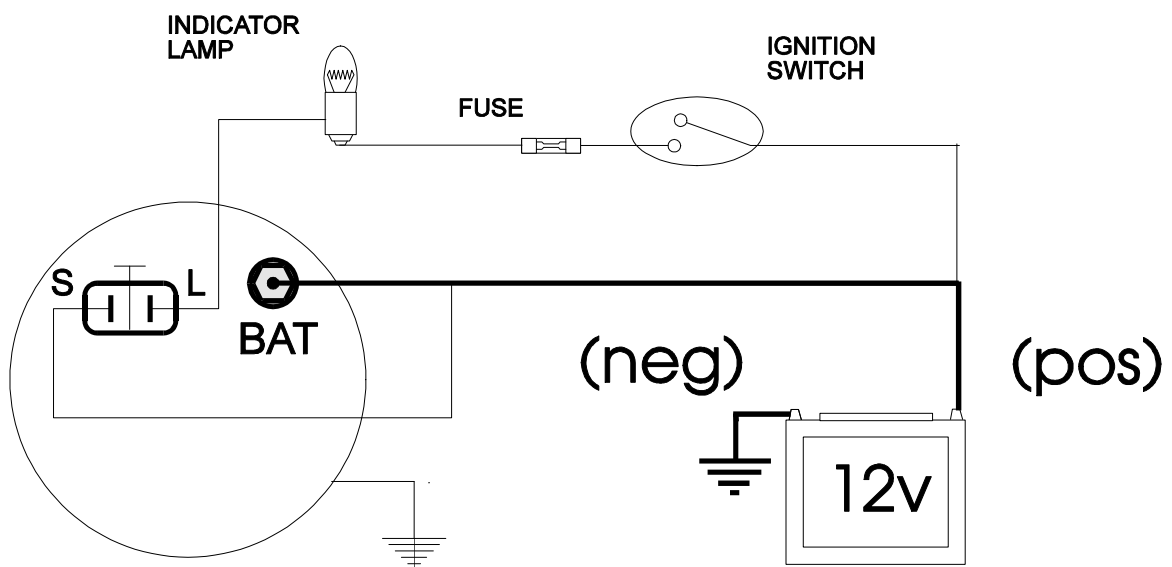 INDICATOR
LAMP
IGNITION
SWITCH
FUSE
S
L
BAT
(neg)
(pos)
12v